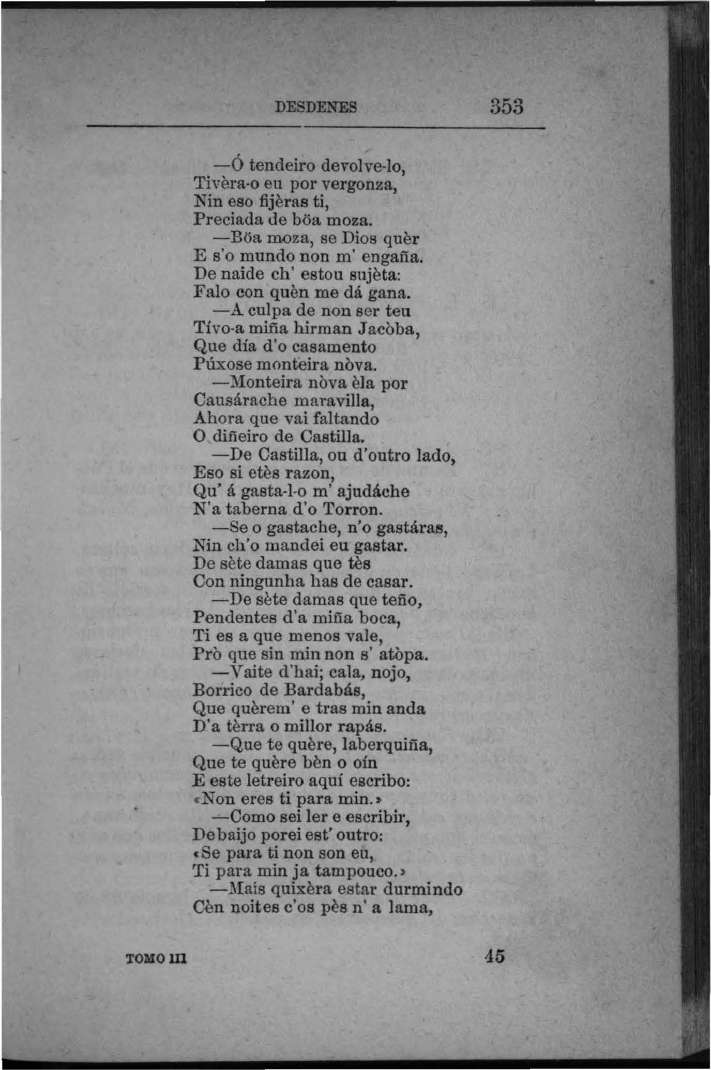 DESDENES 353
—Ó tendeiro devolve-lo,
Tivèra-o eu por vergonza,
Nin eso fijèras ti,
Preciada de böa moza.
—Böa moza, se Dios quèr
E s'o mundo non m' engaña.
De naide ch' estou sujèta:
Falo con quèn me dá gana.
—A culpa de non ser teu
Tívo-a miña hirman Jacòba,
Que día d'o casamento
Púxose monteira nòva.
—Monteira nòva èla por
Causárache maravilla,
Ahora que vai faltando
O diñeiro de Castilla.
—De Castilla, ou d'outro lado,
Eso si etès razon,
Qu' á gasta-l-o m' ajudáche
N'a taberna d'o Torron.
—Se o gastache, n'o gastáras,
Nin ch'o mandei eu gastar.
De sète damas que tès
Con ningunha has de casar.
—De sète damas que teño,
Pendentes d'a miña boca,
Ti es a que menos vale,
Prò que sin min non s' atòpa.
—Vaite d'hai; cala, nojo,
Borrico de Bardabás,
Que quèrem' e tras min anda
D'a tèrra o millor rapás.
—Que te quère, laberquiña,
Que te quère bèn o oín
E este letreiro aquí escribo:
«Non eres ti para min.»
—Como sei ler e escribir,
Debaijo porei est' outro:
«Se para ti non son eu,
Ti para min ja tampouco.»
—Mais quixèra estar durmindo
Cèn noites c'os pès n' a lama,
TOMO III 45